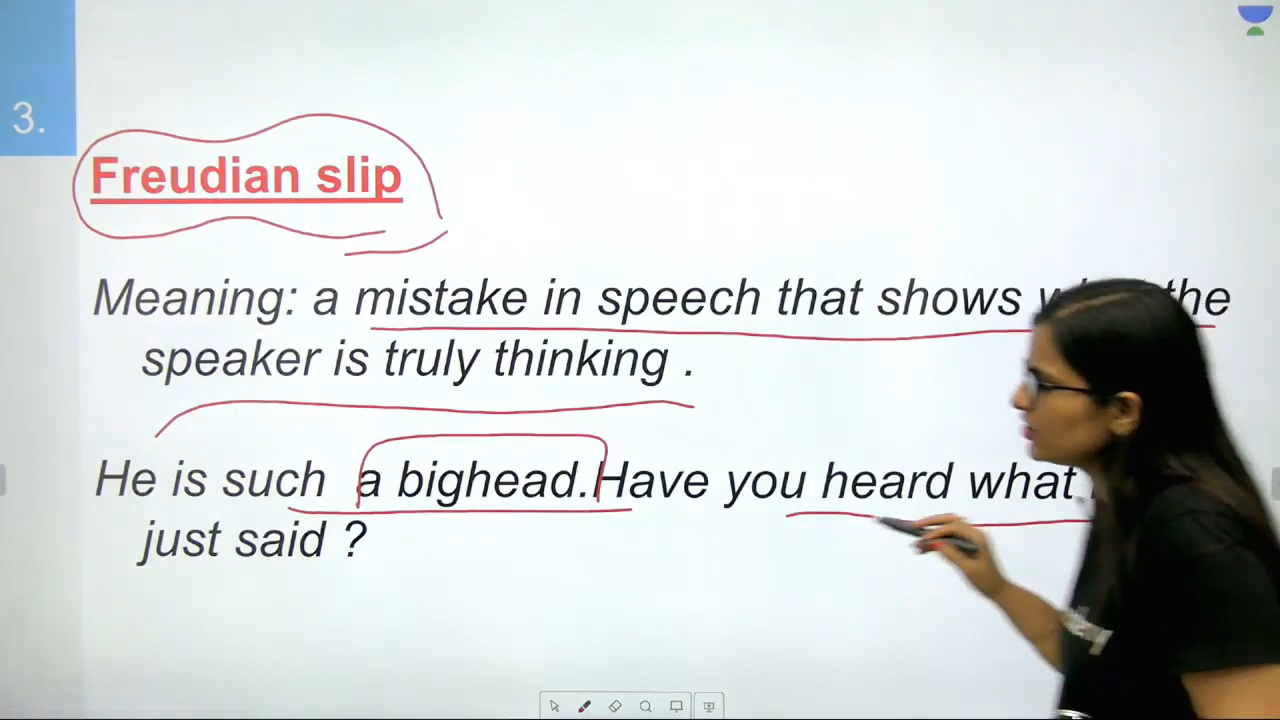 3.
Freudian slip
Meaning: a mistake in speech that shows the
speaker is truly thinking .
He is such a bighead.Have you heard what
just said ?